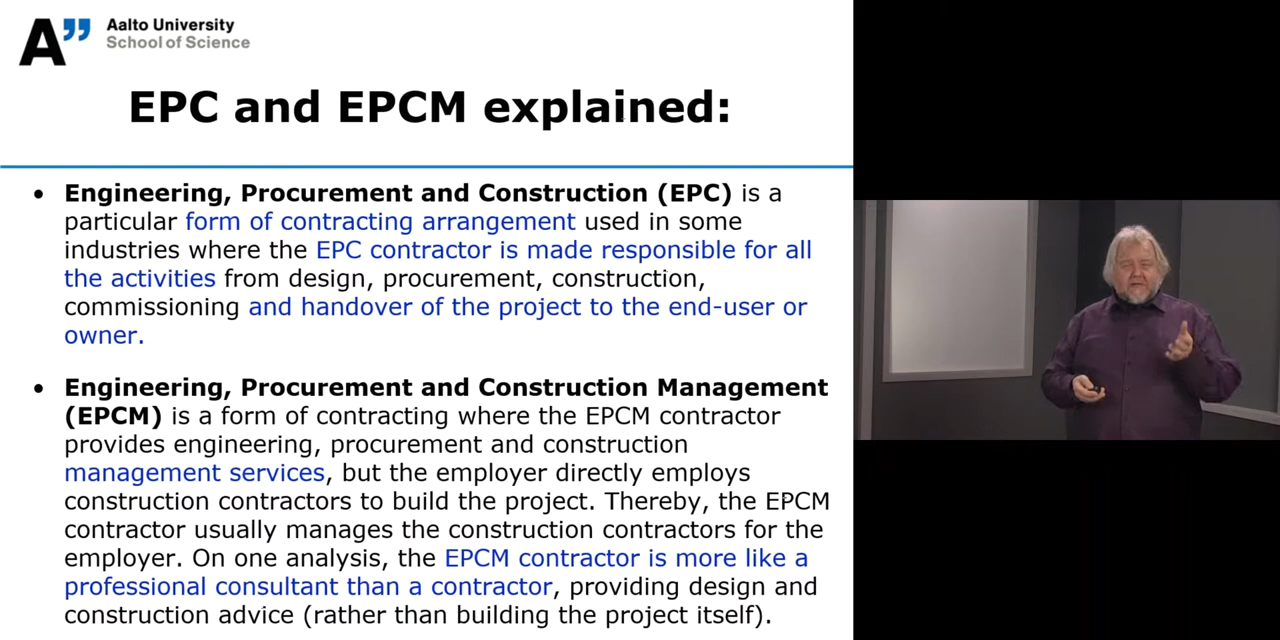 A”
Aalto University
School of Science
EPC and EPCM explained:
• Engineering, Procurement and Construction (EPC) is a
particular form of contracting arrangement used in some
industries where the EPC contractor is made responsible for all
the activities from design, procurement, construction,
commissioning and handover of the project to the end-user or
owner.
• Engineering, Procurement and Construction Management
(EPCM) is a form of contracting where the EPCM contractor
provides engineering, procurement and construction
management services, but the employer directly employs
construction contractors to build the project. Thereby, the EPCM
contractor usually manages the construction contractors for the
employer. On one analysis, the EPCM contractor is more like a
professional consultant than a contractor, providing design and
construction advice (rather than building the project itself).